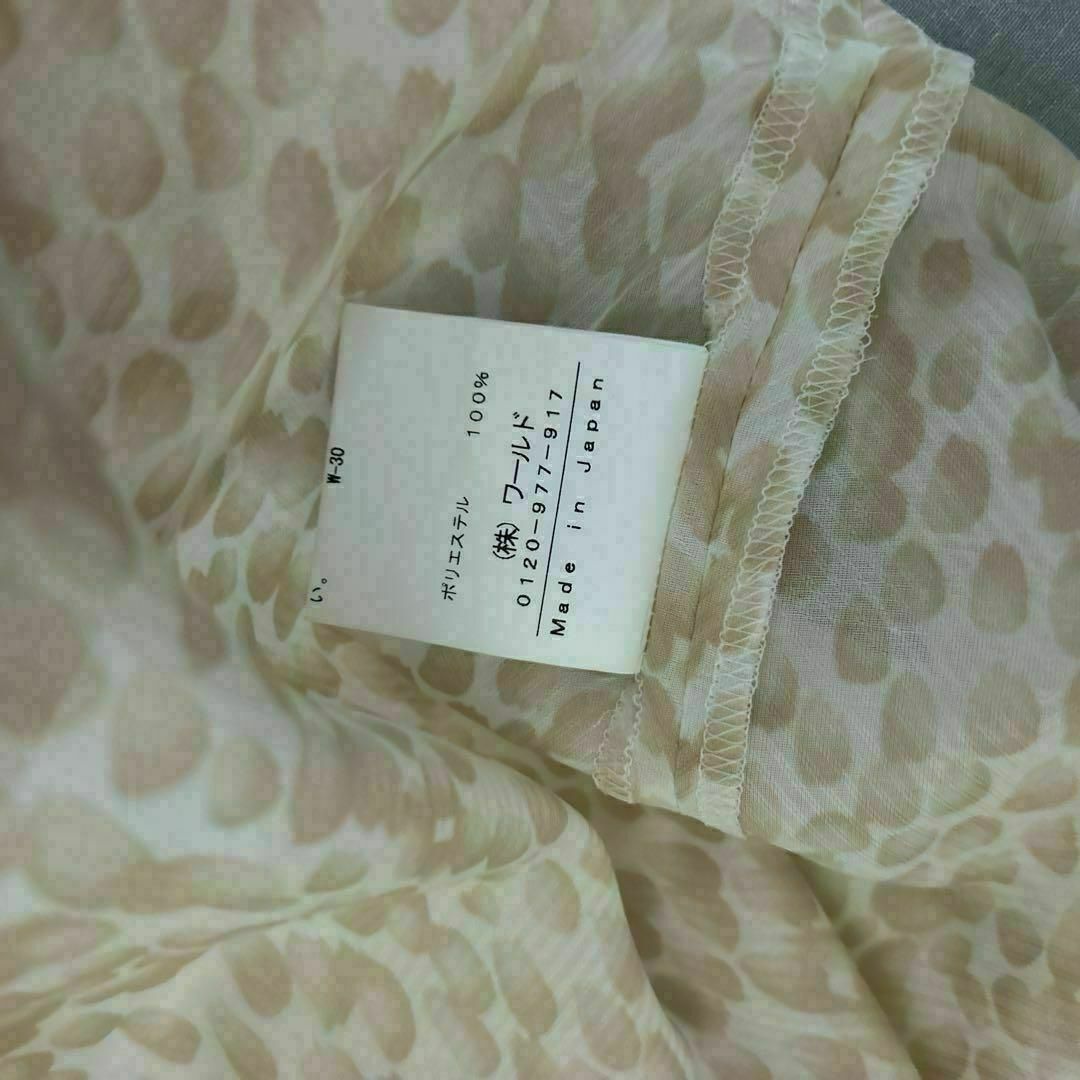 い。
W-30
ポリエステル 100%
(株)ワールド
0120-977-917
Made in Japan